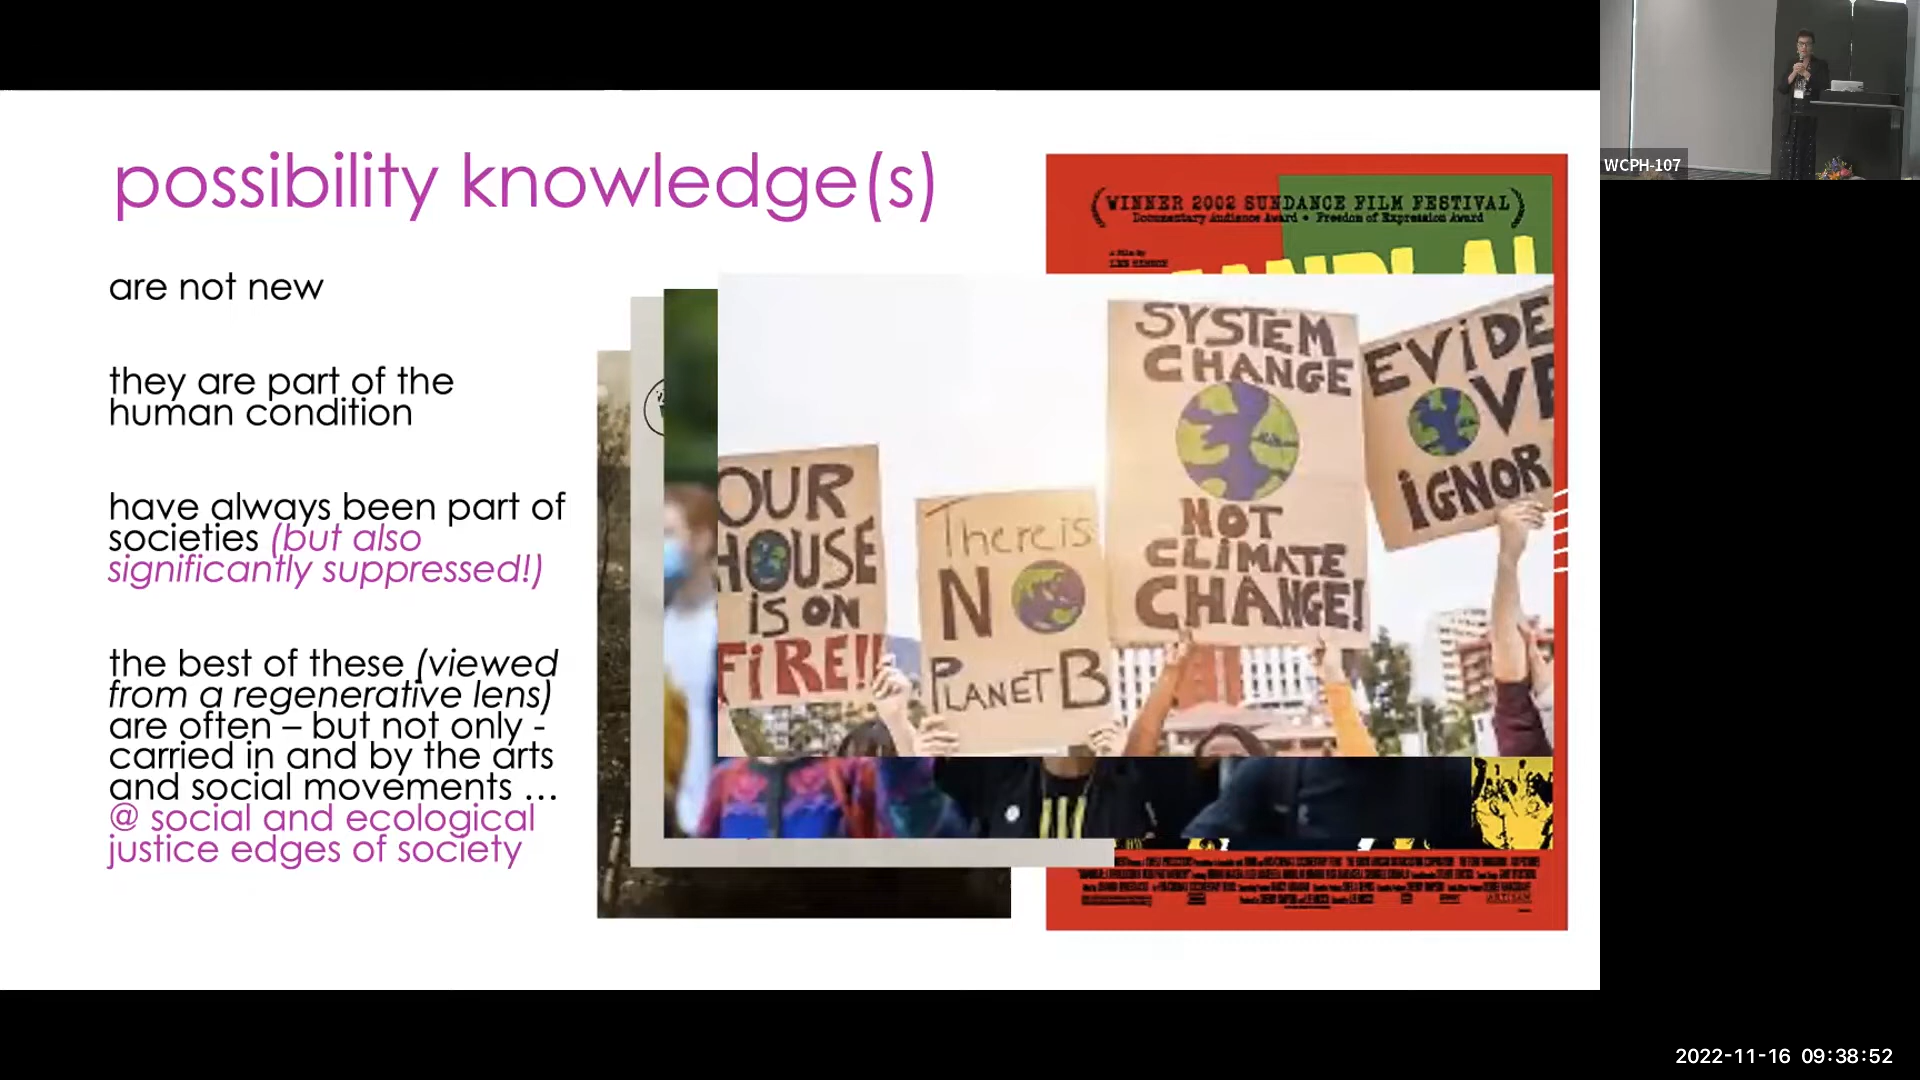 possibility knowledge(s)
are not new
they are part of the
human condition
have always been part of
societies (but also
significantly suppressed!)
the best of these (viewed
from a regenerative lens)
are often – but not only -
carried in and by the arts
and social movements …
@ social and ecological
justice edges of society
WINNER 2002 SUNDANCE FILM FESTIVAL
Documentary Audience Award • Freedom of Expression Award
a film by
LEE HIRSCH
OUR
HOUSE
IS ON
FIRE!!
There is
NO
PLANET B
SYSTEM
CHANGE
NOT
CLIMATE
CHANGE!
EVIDE
OVE
IGNOR
ARTISAN
WCPH-107
2022-11-16 09:38:52